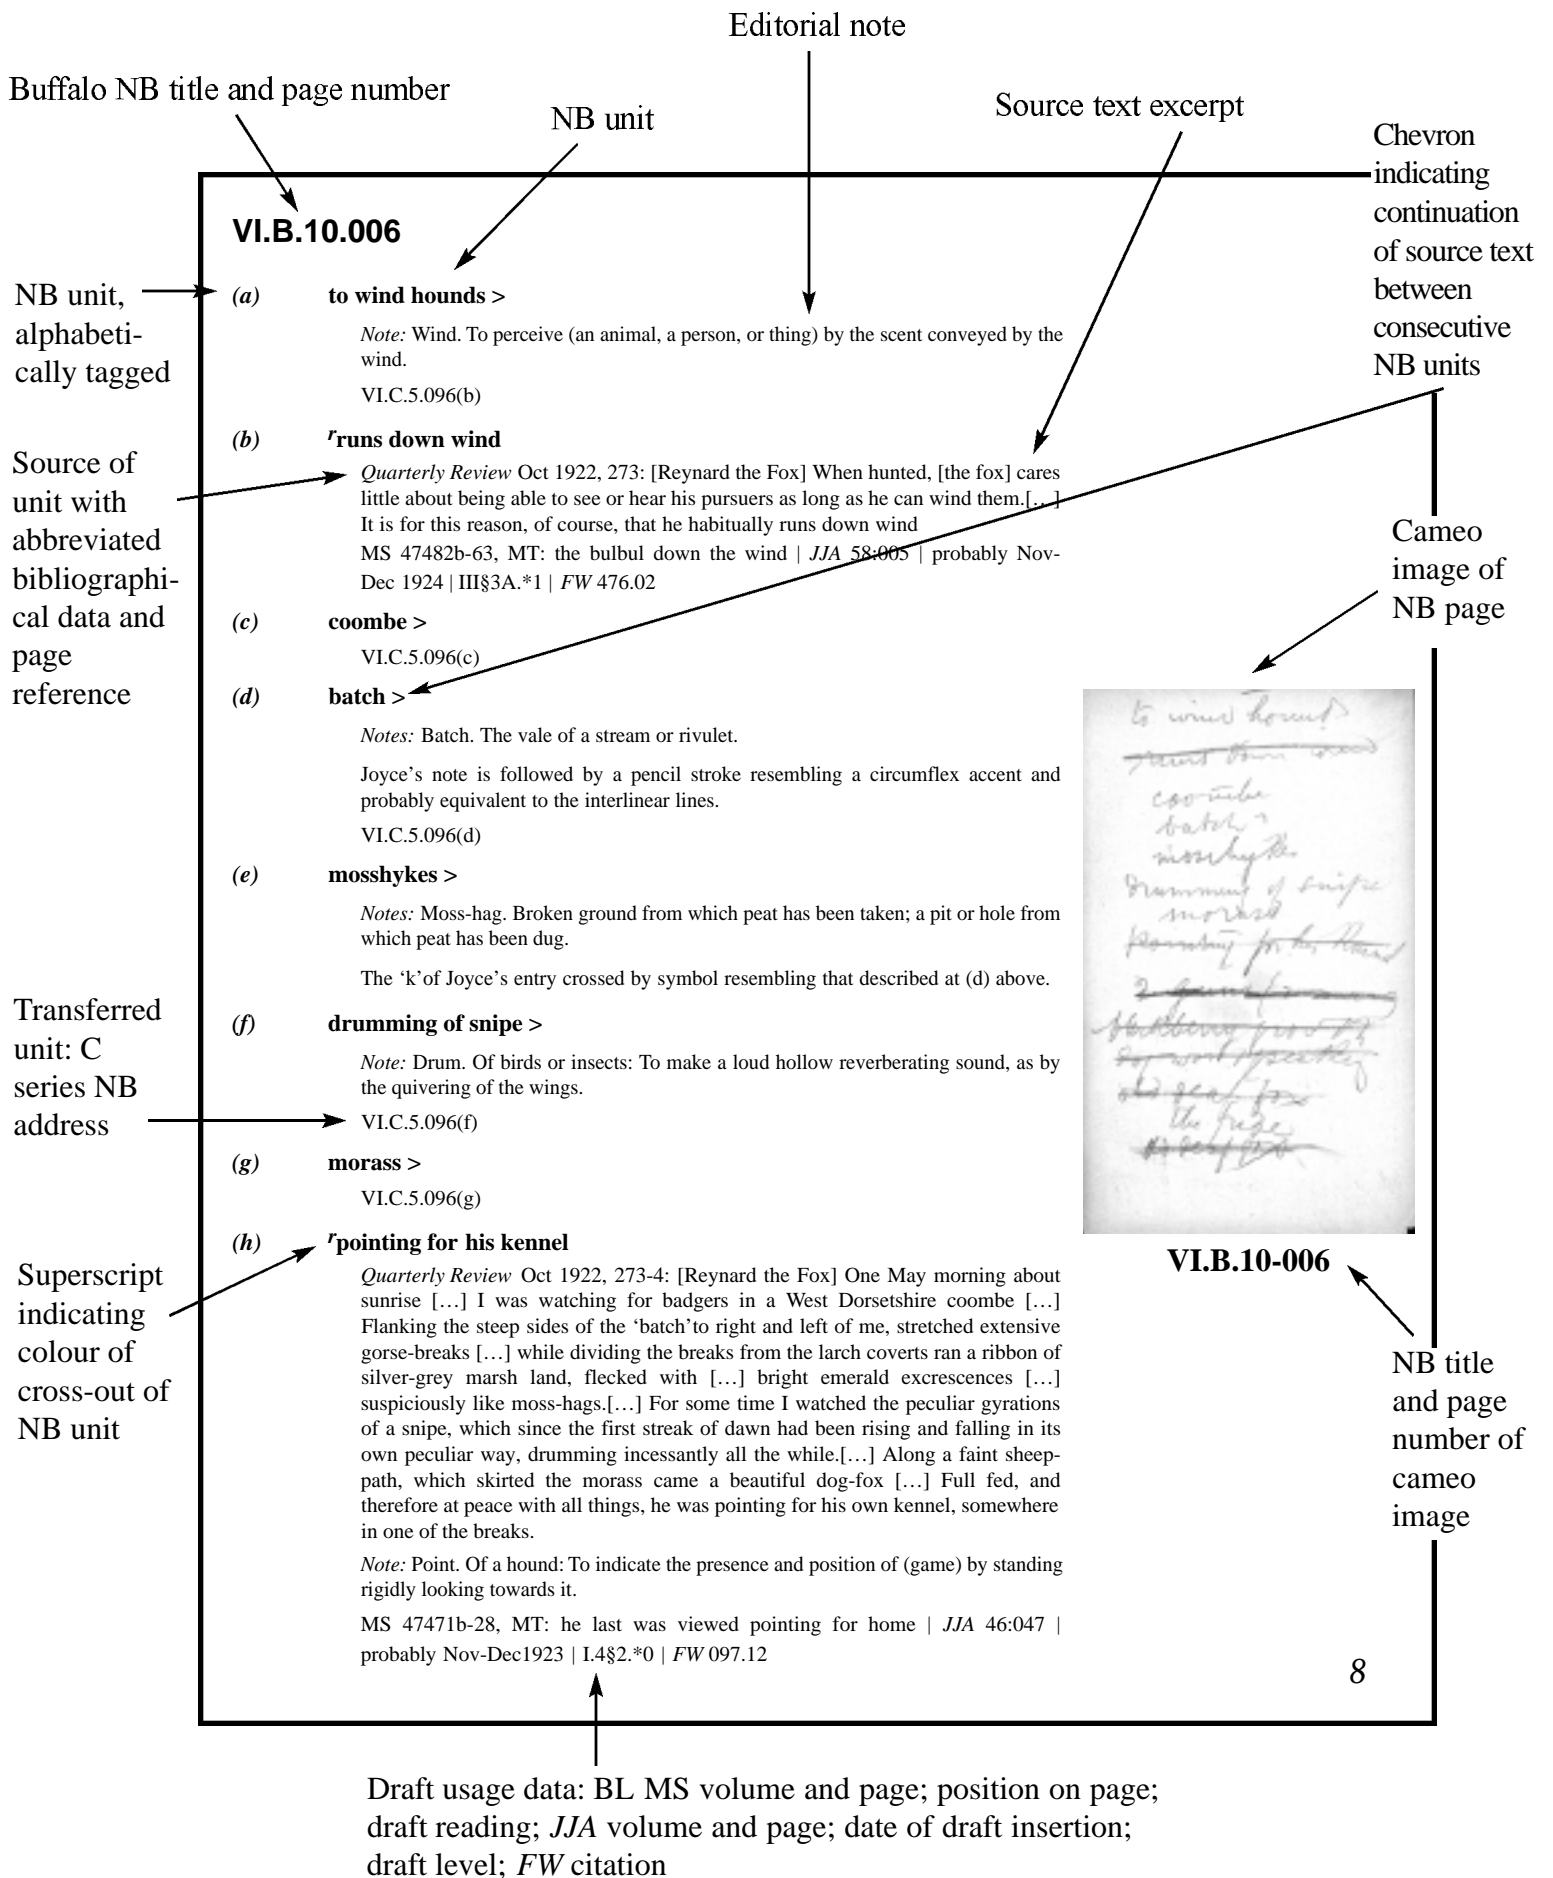 Editorial note
Buffalo NB title and page number
NB unit
Source text excerpt
Chevron
indicating
continuation
of source text
between
consecutive
NB units
VI.B.10.006
NB unit,
alphabeti-
cally tagged
(a) to wind hounds >
Note: Wind. To perceive (an animal, a person, or thing) by the scent conveyed by the
wind.
VI.C.5.096(b)
(b) rruns down wind
Source of
unit with
abbreviated
bibliographi-
cal data and
page
reference
Quarterly Review Oct 1922, 273: [Reynard the Fox] When hunted, [the fox] cares
little about being able to see or hear his pursuers as long as he can wind them.[…]
It is for this reason, of course, that he habitually runs down wind
MS 47482b-63, MT: the bulbul down the wind | JJA 58:005 | probably Nov-
Dec 1924 | III§3A.*1 | FW 476.02
Cameo
image of
NB page
(c) coombe >
VI.C.5.096(c)
(d) batch >
Notes: Batch. The vale of a stream or rivulet.
Joyce’s note is followed by a pencil stroke resembling a circumflex accent and
probably equivalent to the interlinear lines.
VI.C.5.096(d)
(e) mosshykes >
Notes: Moss-hag. Broken ground from which peat has been taken; a pit or hole from
which peat has been dug.
The ‘k’of Joyce’s entry crossed by symbol resembling that described at (d) above.
Transferred
unit: C
series NB
address
(f) drumming of snipe >
Note: Drum. Of birds or insects: To make a loud hollow reverberating sound, as by
the quivering of the wings.
VI.C.5.096(f)
(g) morass >
VI.C.5.096(g)
to wind hounds
runs down wind
coombe
batch
mosshykes
drumming of snipe
morass
pointing for his kennel
the
VI.B.10-006
(h) rpointing for his kennel
Superscript
indicating
colour of
cross-out of
NB unit
Quarterly Review Oct 1922, 273-4: [Reynard the Fox] One May morning about
sunrise […] I was watching for badgers in a West Dorsetshire coombe […]
Flanking the steep sides of the ‘batch’to right and left of me, stretched extensive
gorse-breaks […] while dividing the breaks from the larch coverts ran a ribbon of
silver-grey marsh land, flecked with […] bright emerald excrescences […]
suspiciously like moss-hags.[…] For some time I watched the peculiar gyrations
of a snipe, which since the first streak of dawn had been rising and falling in its
own peculiar way, drumming incessantly all the while.[…] Along a faint sheep-
path, which skirted the morass came a beautiful dog-fox […] Full fed, and
therefore at peace with all things, he was pointing for his own kennel, somewhere
in one of the breaks.
Note: Point. Of a hound: To indicate the presence and position of (game) by standing
rigidly looking towards it.
MS 47471b-28, MT: he last was viewed pointing for home | JJA 46:047 |
probably Nov-Dec1923 | I.4§2.*0 | FW 097.12
NB title
and page
number of
cameo
image
8
Draft usage data: BL MS volume and page; position on page;
draft reading; JJA volume and page; date of draft insertion;
draft level; FW citation